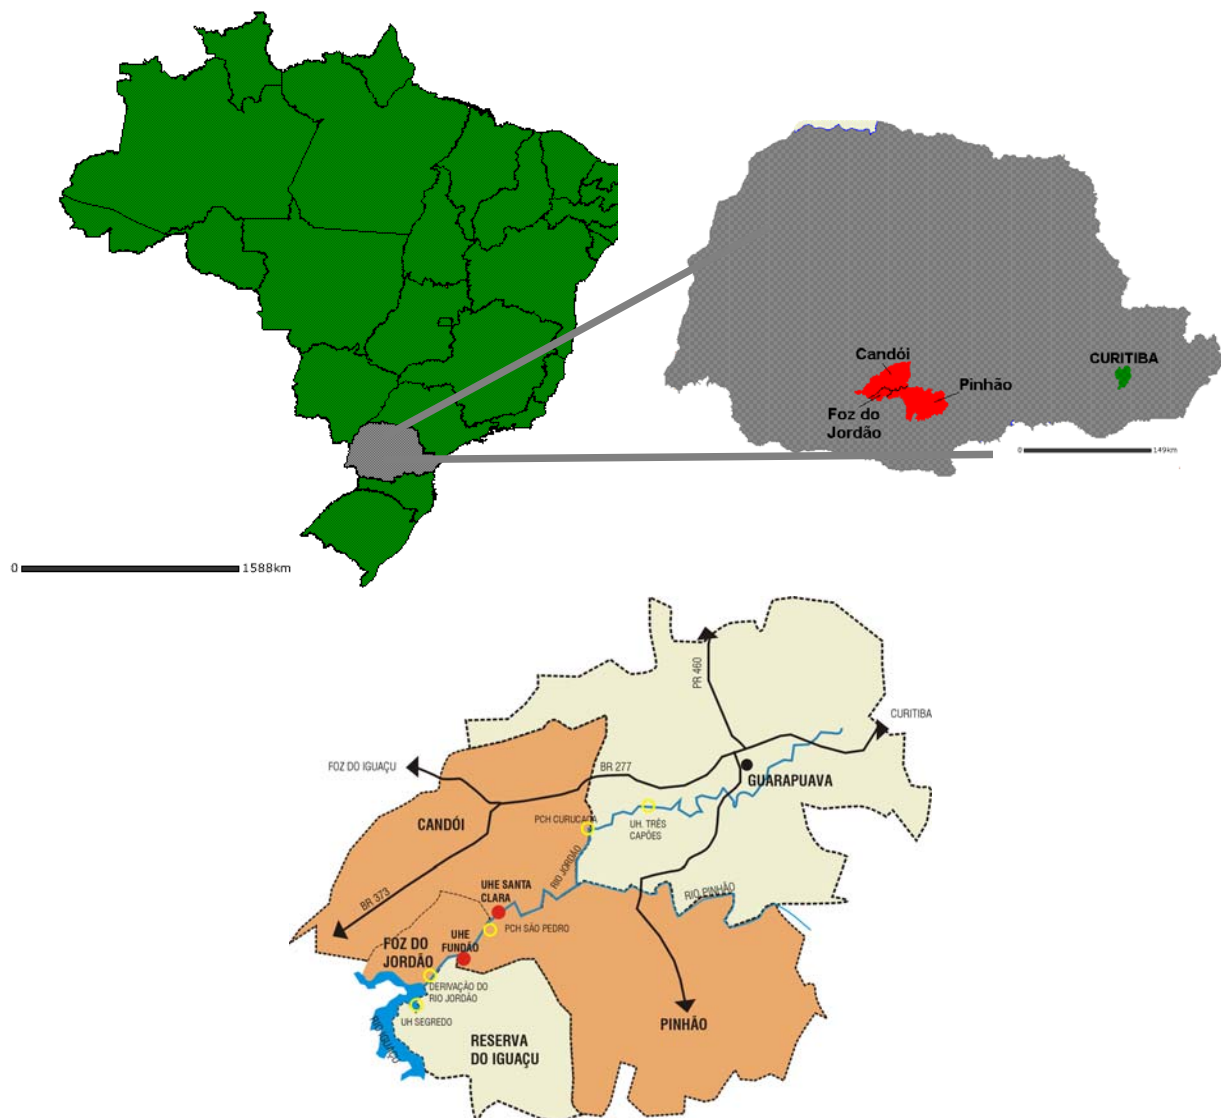 Candói
CURITIBA
Pinhão
Foz do
Jordão
0 149km
0 1588km
PR 460
CURITIBA
FOZ DO IGUAÇU
BR 277
GUARAPUAVA
CANDÓI
PCH CURUCACA
UH. TRÊS
CAPÕES
RIO JORDÃO
BR 373
UHE SANTA
CLARA
RIO PINHÃO
PCH SÃO PEDRO
UHE
FUNDÃO
FOZ DO
JORDÃO
DERIVAÇÃO DO
RIO JORDÃO
UH SEGREDO
RIO IGUAÇU
PINHÃO
RESERVA
DO IGUAÇU